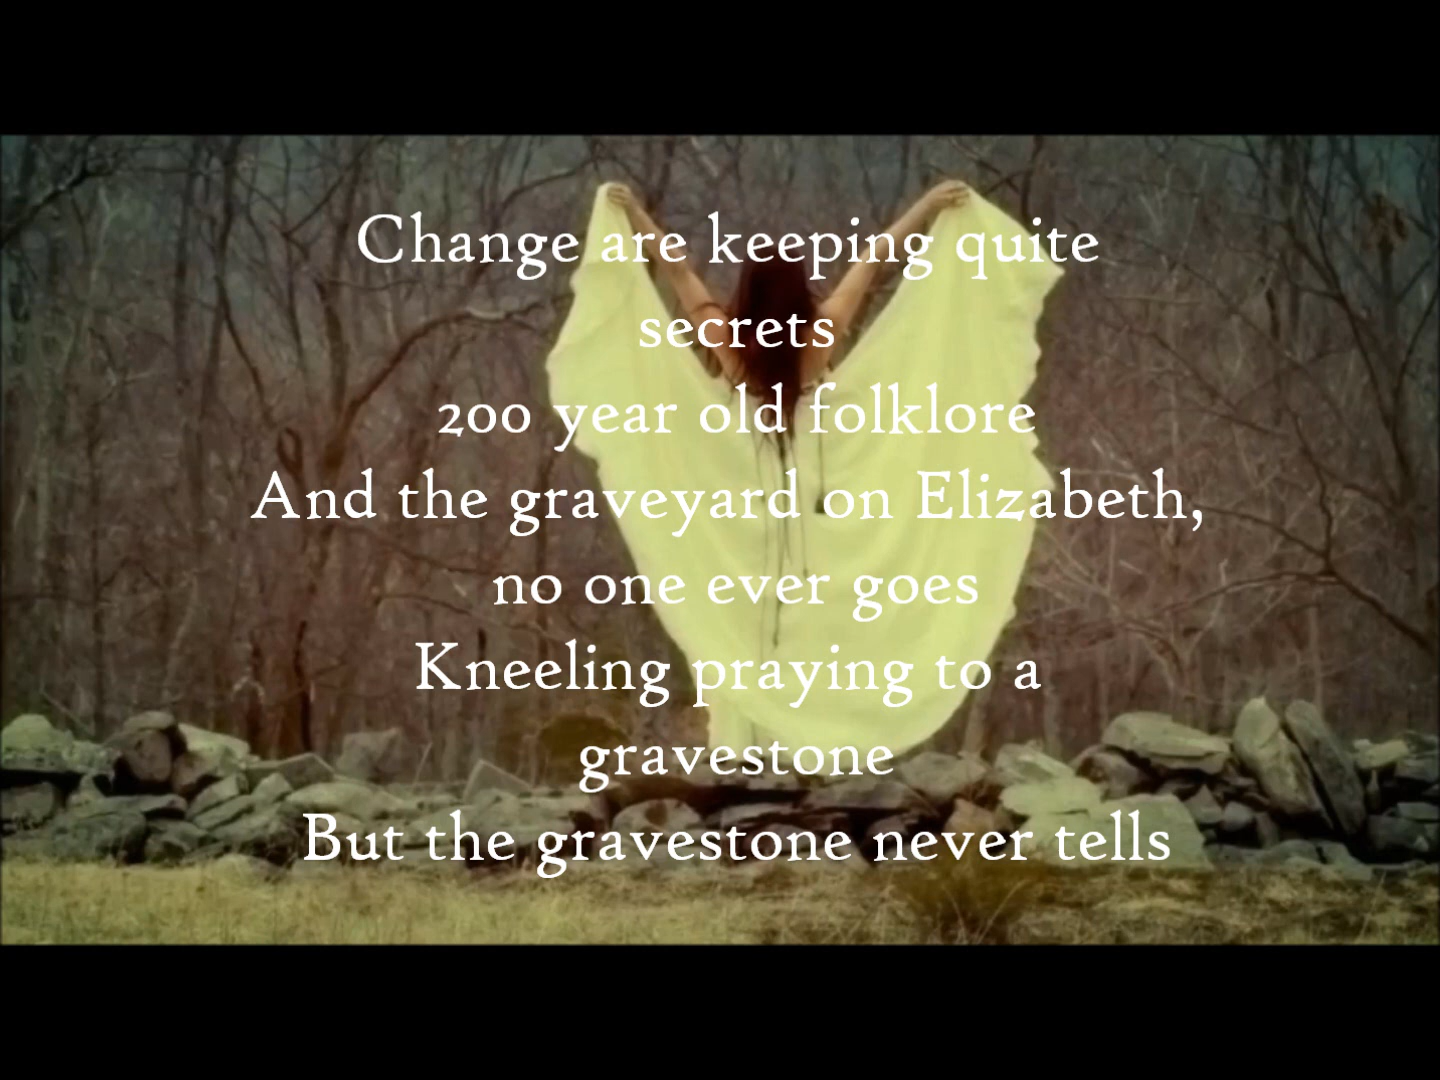 Change are keeping quite
secrets
200 year old folklore
And the graveyard on Elizabeth,
no one ever goes
Kneeling praying to a
gravestone
But the gravestone never tells